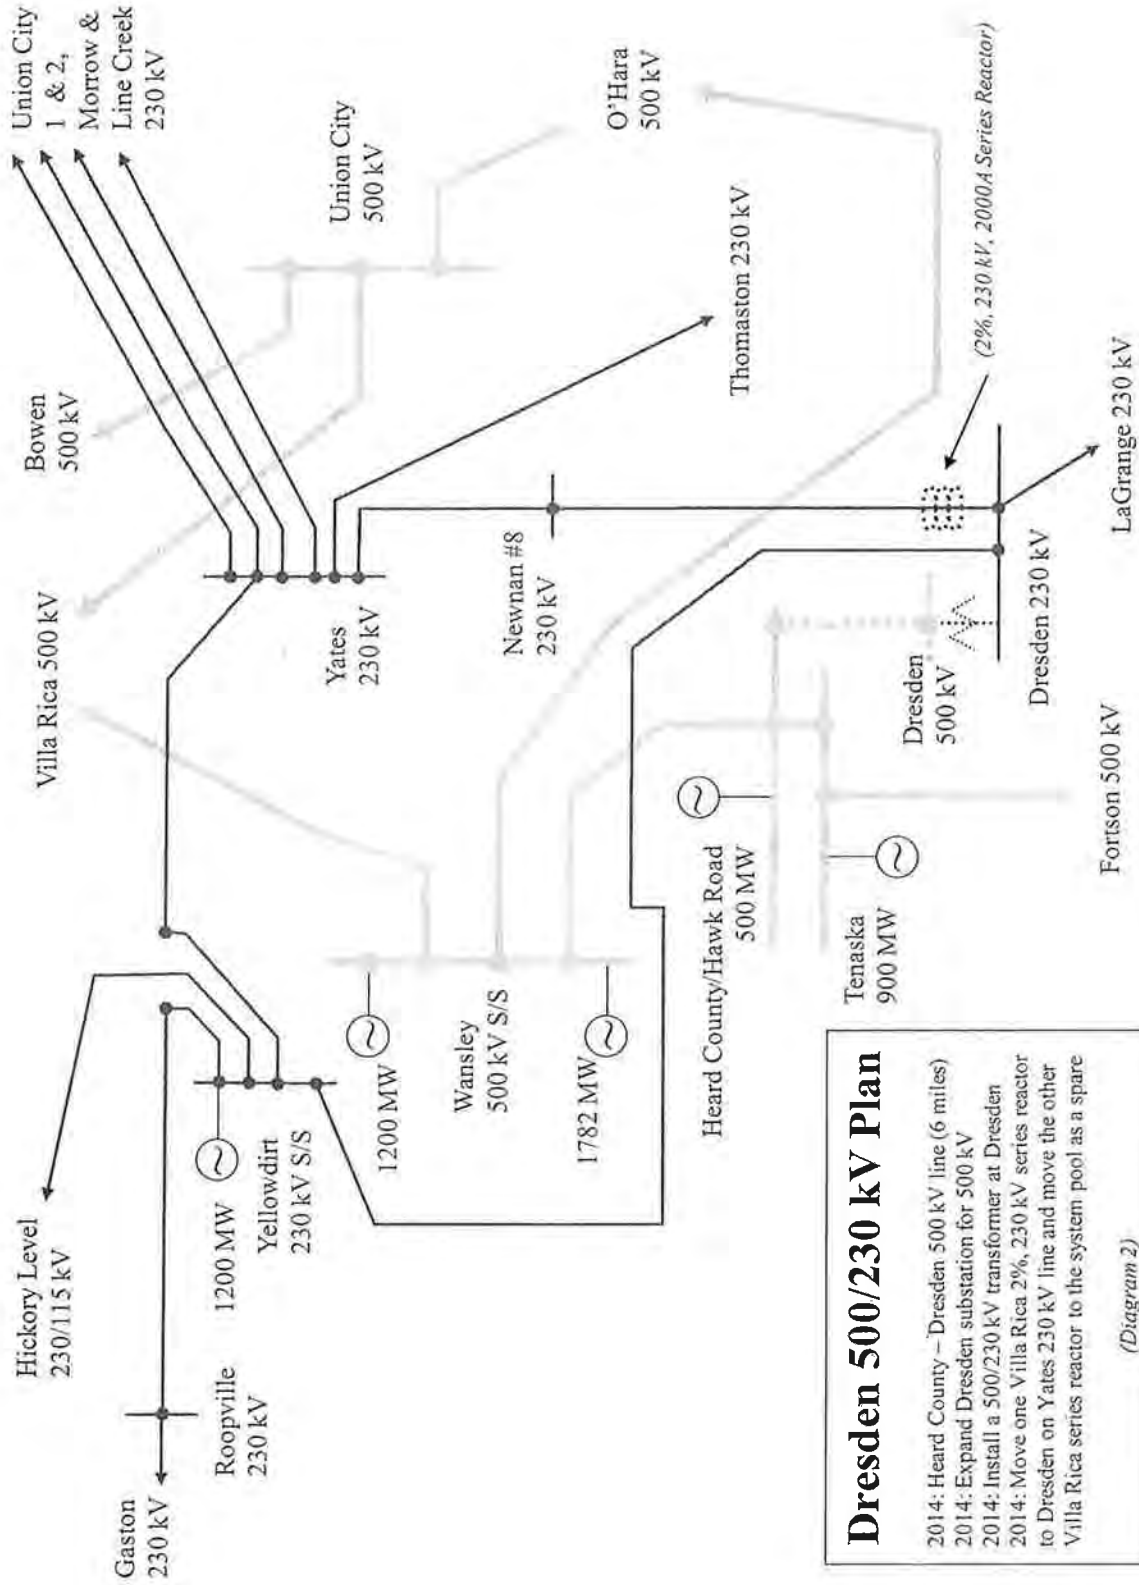 Union City
1 & 2,
Morrow &
Line Creek
230 kV
O'Hara
500 kV
Union City
500 kV
(2%, 230 kV, 2000A Series Reactor)
Thomaston 230 kV
Bowen
500 kV
LaGrange 230 kV
Villa Rica 500 kV
Yates
230 kV
Newnan #8
230 kV
Dresden
500 kV
Dresden 230 kV
Fortson 500 kV
Heard County/Hawk Road
500 MW
Tenaska
900 MW
Wansley
500 kV S/S
1200 MW
1782 MW
Hickory Level
230/115 kV
1200 MW
Yellowdirt
230 kV S/S
Roopville
230 kV
Gaston
230 kV
Dresden 500/230 kV Plan
2014: Heard County – Dresden 500 kV line (6 miles)
2014: Expand Dresden substation for 500 kV
2014: Install a 500/230 kV transformer at Dresden
2014: Move one Villa Rica 2%, 230 kV series reactor
to Dresden on Yates 230 kV line and move the other
Villa Rica series reactor to the system pool as a spare
(Diagram 2)